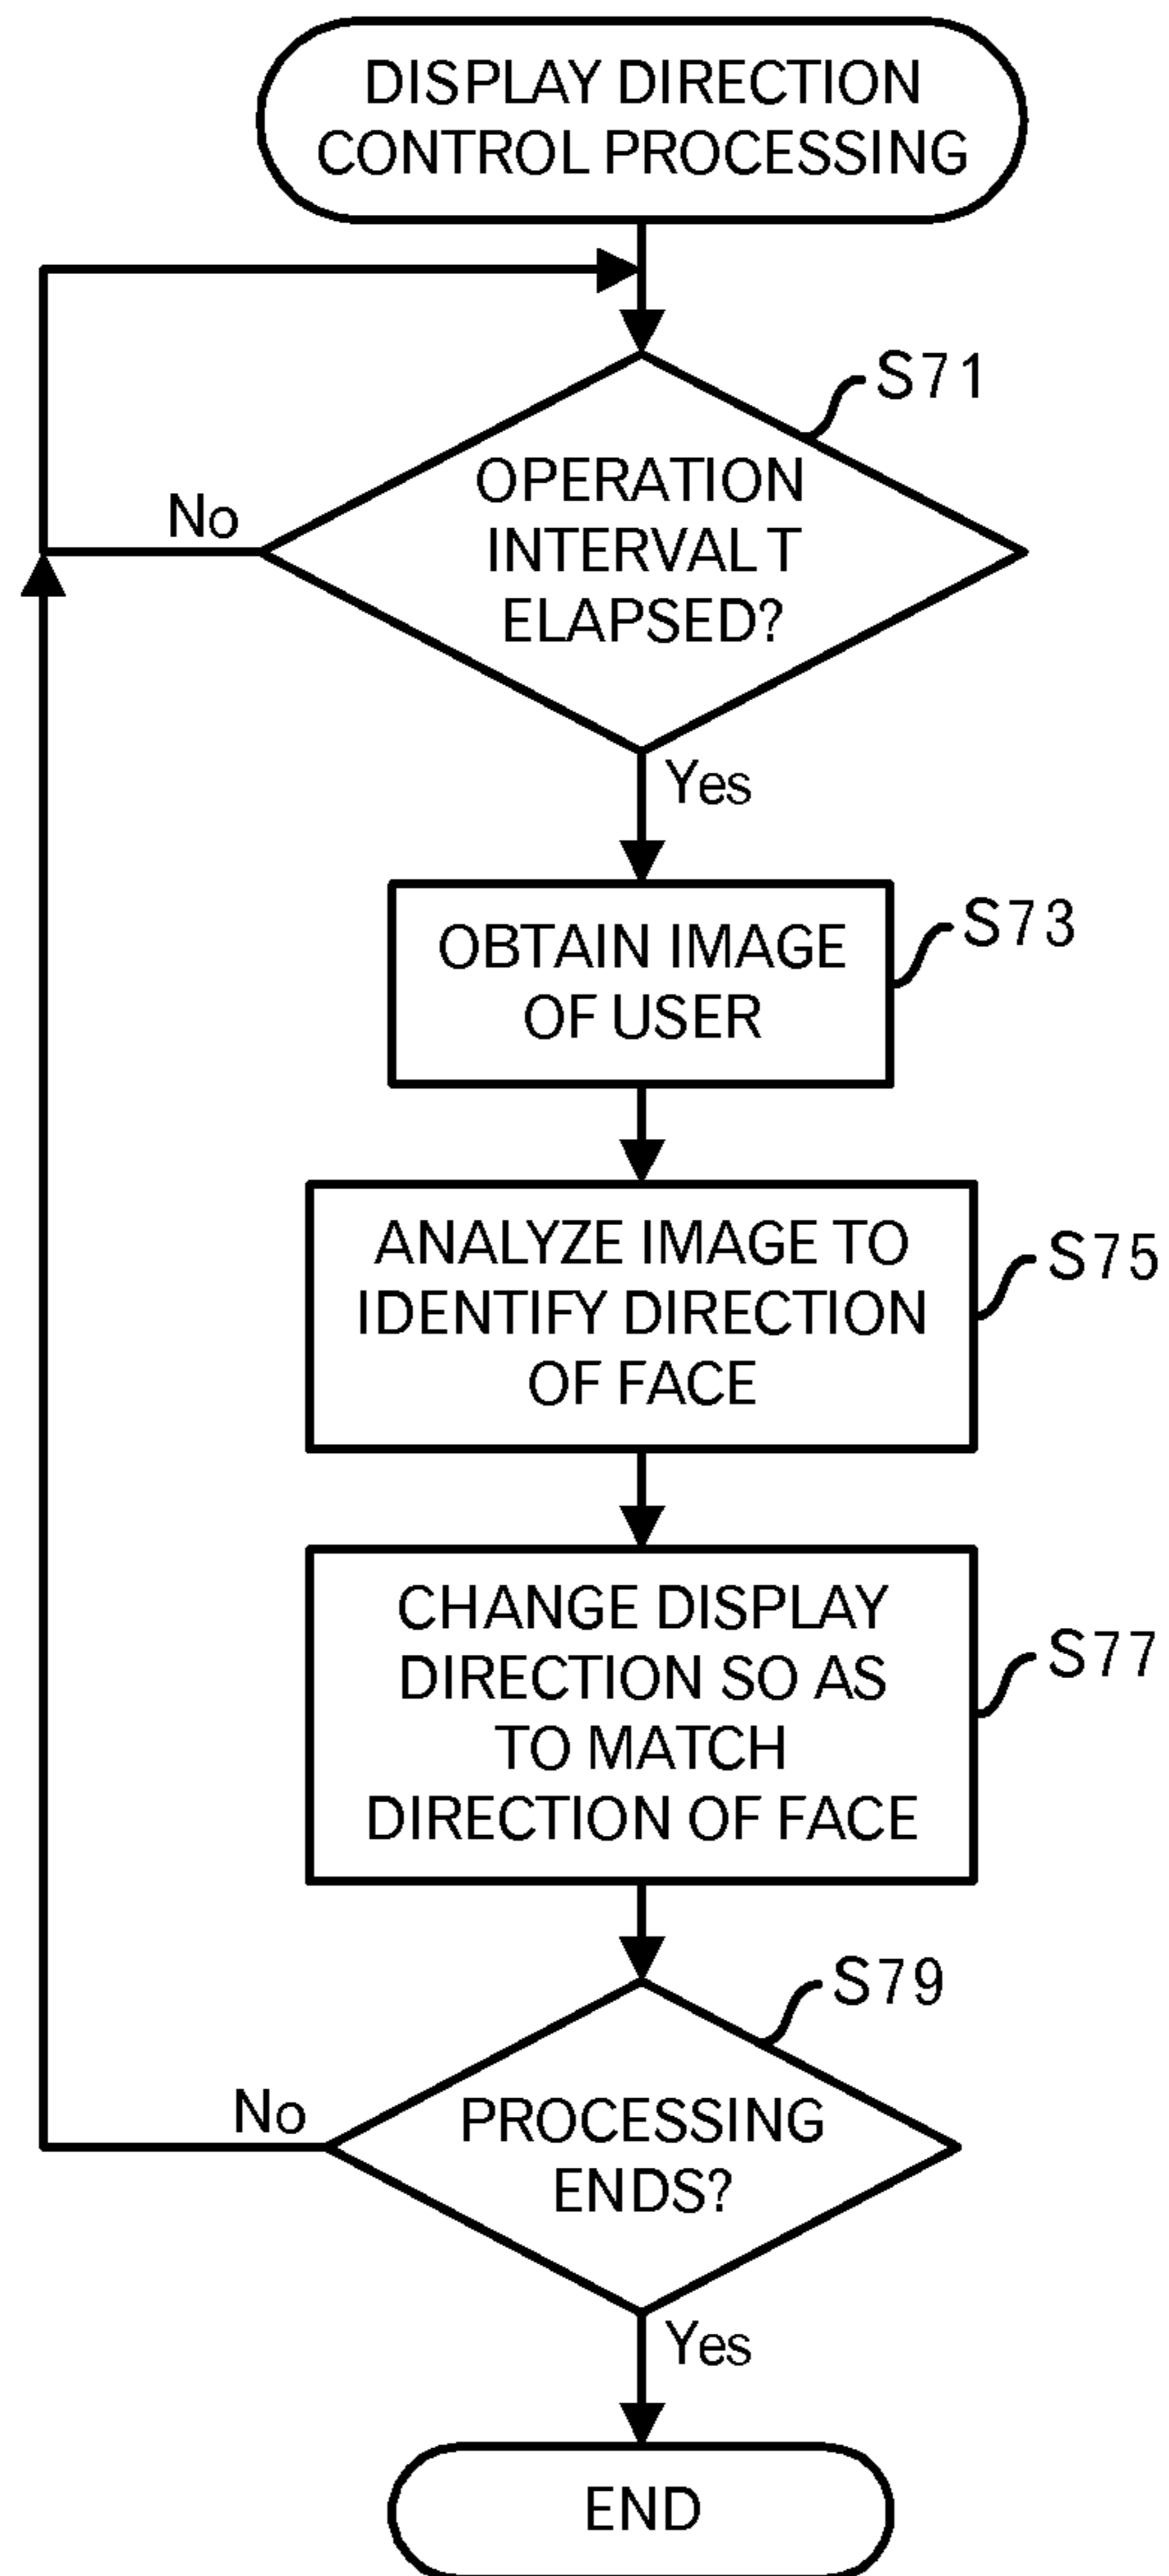 DISPLAY DIRECTION
CONTROL PROCESSING
S71
OPERATION
INTERVAL T
ELAPSED?
No
Yes
S73
OBTAIN IMAGE
OF USER
S75
ANALYZE IMAGE TO
IDENTIFY DIRECTION
OF FACE
S77
CHANGE DISPLAY
DIRECTION SO AS
TO MATCH
DIRECTION OF FACE
S79
PROCESSING
ENDS?
No
Yes
END